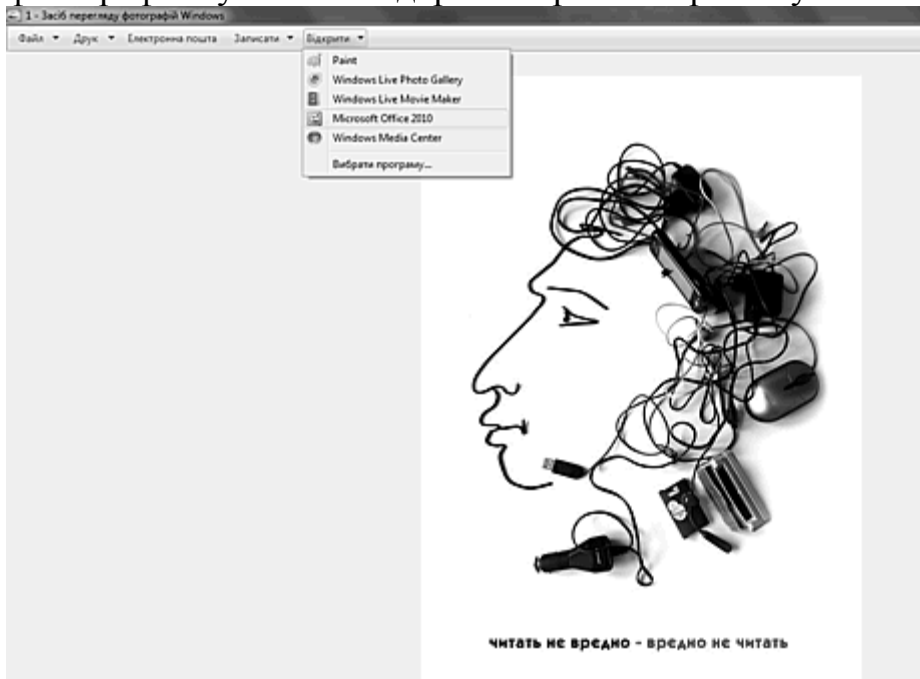 1 - Засіб перегляду фотографій Windows
Файл Друк Електронна пошта Записати Відкрити
Paint
Windows Live Photo Gallery
Windows Live Movie Maker
Microsoft Office 2010
Windows Media Center
Вибрати програму...
читать не вредно - вредно не читать